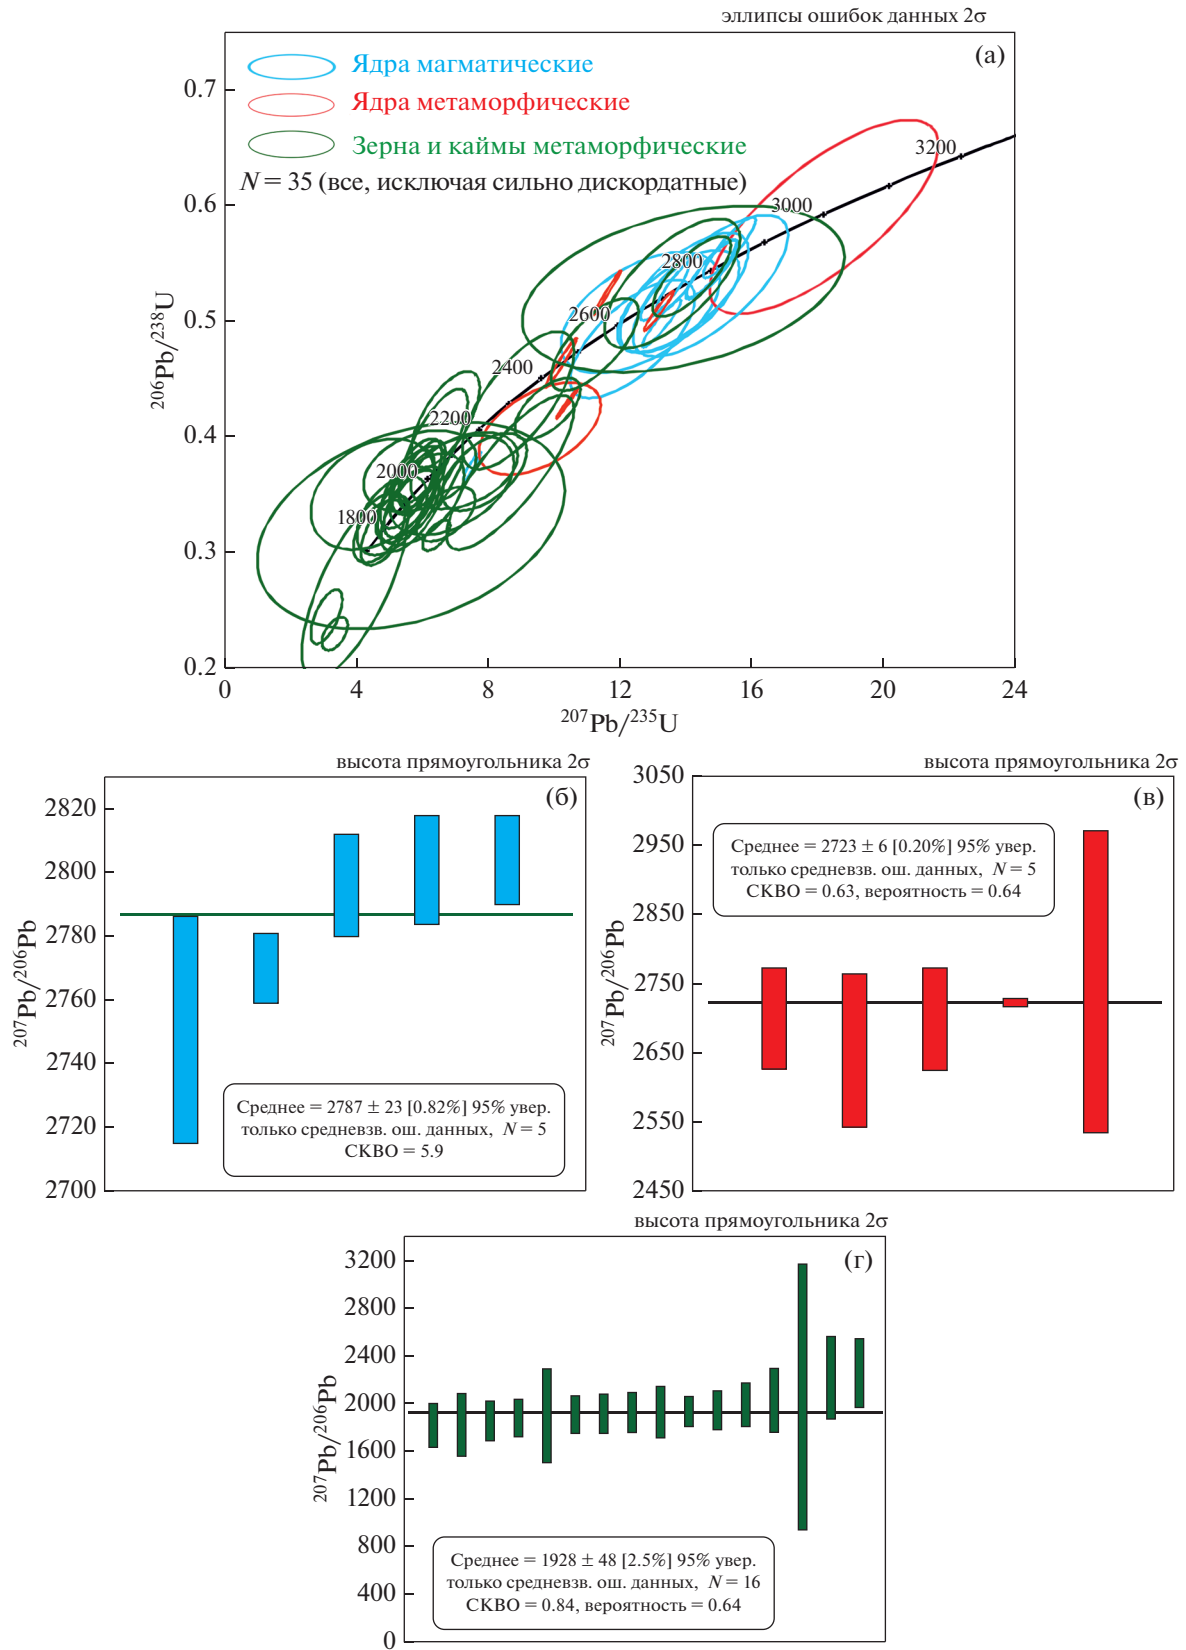 эллипсы ошибок данных 2σ
(а)
Ядра магматические
Ядра метаморфические
Зерна и каймы метаморфические
N = 35 (все, исключая сильно дискордатные)
206Pb/238U
0.7
0.6
0.5
0.4
0.3
0.2
3200
3000
2800
2600
2400
2200
2000
1800
0 4 8 12 16 20 24
207Pb/235U
высота прямоугольника 2σ
(б)
207Pb/206Pb
2820
2800
2780
2760
2740
2720
2700
Среднее = 2787 ± 23 [0.82%] 95% увер.
только средневзв. ош. данных, N = 5
СКВО = 5.9
высота прямоугольника 2σ
(в)
207Pb/206Pb
3050
2950
2850
2750
2650
2550
2450
Среднее = 2723 ± 6 [0.20%] 95% увер.
только средневзв. ош. данных, N = 5
СКВО = 0.63, вероятность = 0.64
высота прямоугольника 2σ
(г)
207Pb/206Pb
3200
2800
2400
2000
1600
1200
800
400
0
Среднее = 1928 ± 48 [2.5%] 95% увер.
только средневзв. ош. данных, N = 16
СКВО = 0.84, вероятность = 0.64